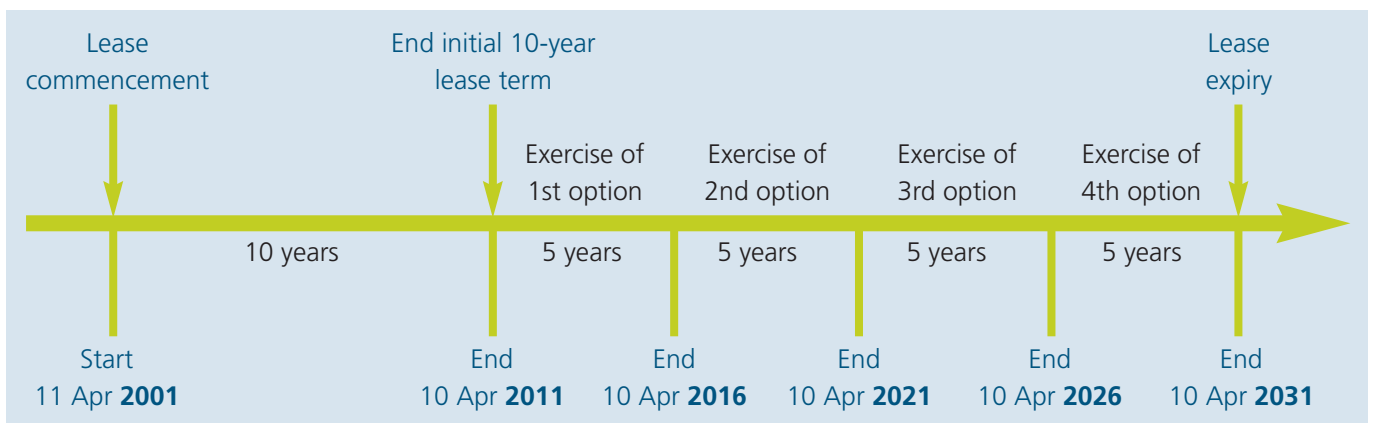 Lease
commencement
End initial 10-year
lease term
Lease
expiry
Exercise of
1st option
Exercise of
2nd option
Exercise of
3rd option
Exercise of
4th option
10 years
5 years
5 years
5 years
5 years
Start
11 Apr 2001
End
10 Apr 2011
End
10 Apr 2016
End
10 Apr 2021
End
10 Apr 2026
End
10 Apr 2031